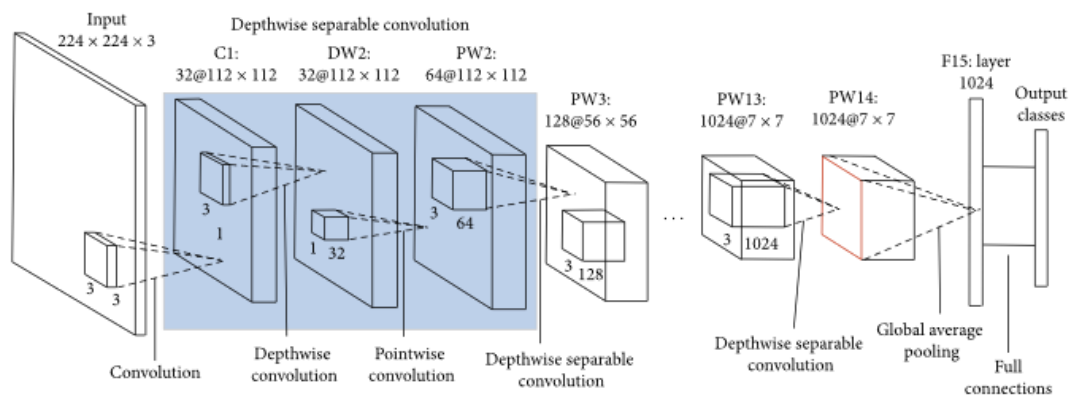 Input
224 × 224 × 3
Depthwise separable convolution
C1:
32@112 × 112
DW2:
32@112 × 112
PW2:
64@112 × 112
PW3:
128@56 × 56
PW13:
1024@7 × 7
PW14:
1024@7 × 7
F15: layer
1024
Output
classes
3
3
3
1
1
32
3
64
3
128
...
3
1024
Convolution
Depthwise
convolution
Pointwise
convolution
Depthwise separable
convolution
Depthwise separable
convolution
Global average
pooling
Full
connections